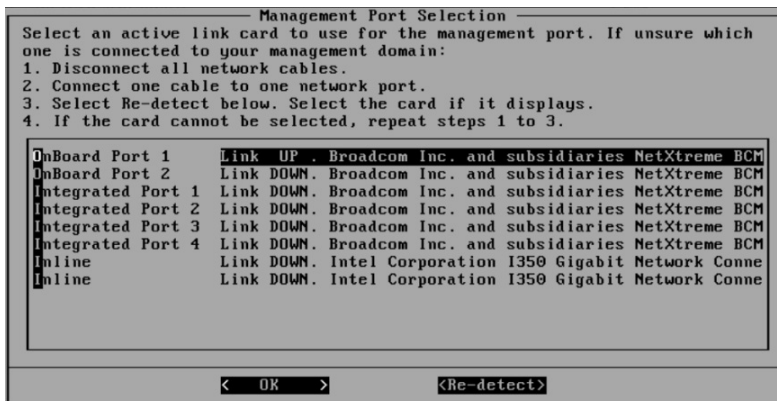 Management Port Selection
Select an active link card to use for the management port. If unsure which
one is connected to your management domain:
1. Disconnect all network cables.
2. Connect one cable to one network port.
3. Select Re-detect below. Select the card if it displays.
4. If the card cannot be selected, repeat steps 1 to 3.
OnBoard Port 1 Link UP . Broadcom Inc. and subsidiaries NetXtreme BCM
OnBoard Port 2 Link DOWN. Broadcom Inc. and subsidiaries NetXtreme BCM
Integrated Port 1 Link DOWN. Broadcom Inc. and subsidiaries NetXtreme BCM
Integrated Port 2 Link DOWN. Broadcom Inc. and subsidiaries NetXtreme BCM
Integrated Port 3 Link DOWN. Broadcom Inc. and subsidiaries NetXtreme BCM
Integrated Port 4 Link DOWN. Broadcom Inc. and subsidiaries NetXtreme BCM
Inline Link DOWN. Intel Corporation I350 Gigabit Network Conne
Inline Link DOWN. Intel Corporation I350 Gigabit Network Conne
< OK > <Re-detect>